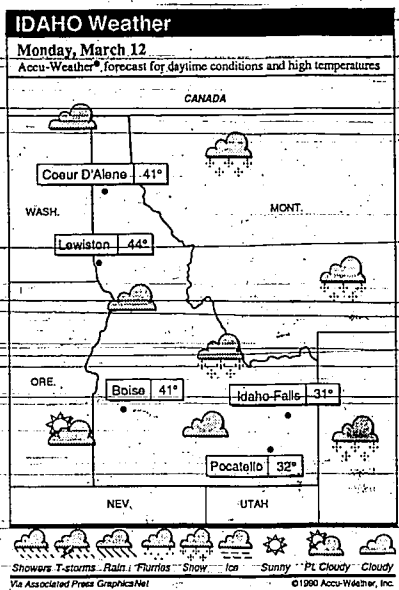 IDAHO Weather
Monday, March 12
Accu-Weather® forecast for daytime conditions and high temperatures
CANADA
Coeur D'Alene 41°
WASH.
MONT.
Lewiston 44°
ORE.
Boise 41°
Idaho Falls 31°
Pocatello 32°
NEV.
UTAH
Showers T-storms Rain Flurries Snow Ice Sunny Pt. Cloudy Cloudy
Via Associated Press GraphicsNet
©1990 Accu-Weather, Inc.